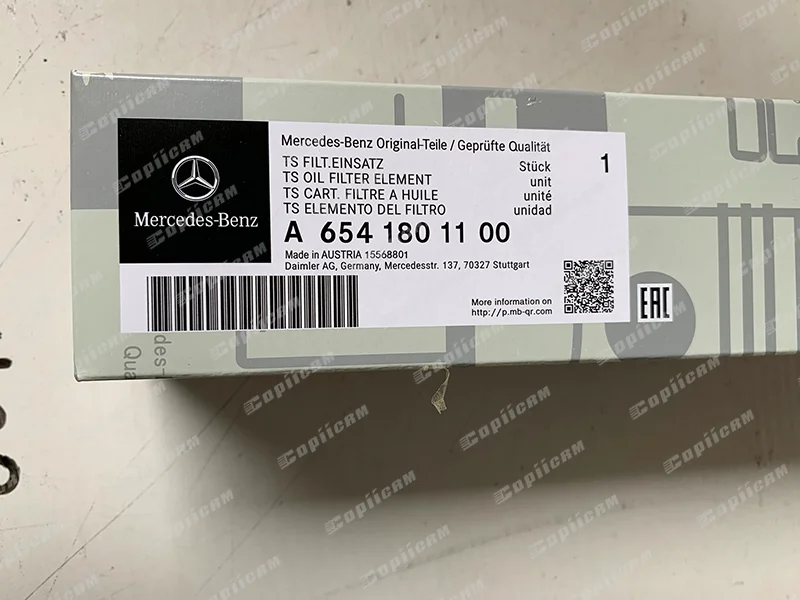 Mercedes-Benz Original-Teile / Geprüfte Qualität
TS FILT.EINSATZ Stück 1
TS OIL FILTER ELEMENT unit
TS CART. FILTRE A HUILE unité
TS ELEMENTO DEL FILTRO unidad
Mercedes-Benz
A 654 180 11 00
Made in AUSTRIA 15568801
Daimler AG, Germany, Mercedesstr. 137, 70327 Stuttgart
More information on
http://p.mb-qr.com
EAC
des-
Qua
Copiicam